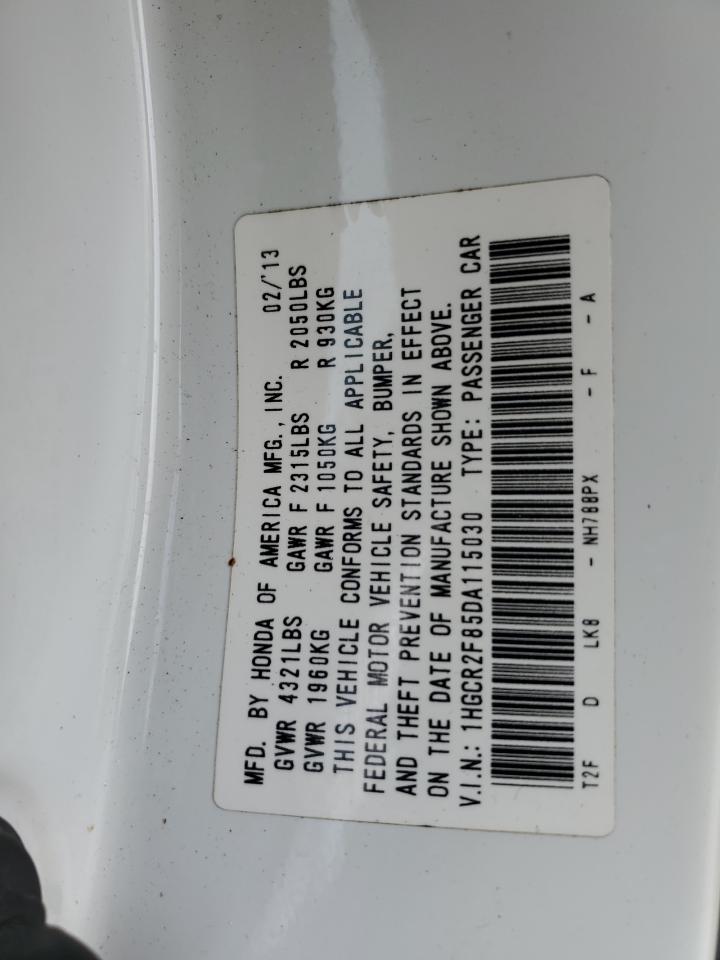 MFD. BY HONDA OF AMERICA MFG., INC. 02/'13
GVWR 4321LBS GAWR F 2315LBS R 2050LBS
GVWR 1960KG GAWR F 1050KG R 930KG
THIS VEHICLE CONFORMS TO ALL APPLICABLE
FEDERAL MOTOR VEHICLE SAFETY, BUMPER,
AND THEFT PREVENTION STANDARDS IN EFFECT
ON THE DATE OF MANUFACTURE SHOWN ABOVE.
V.I.N.: 1HGCR2F85DA115030 TYPE: PASSENGER CAR
T2F D LK8 - NH788PX - F - A